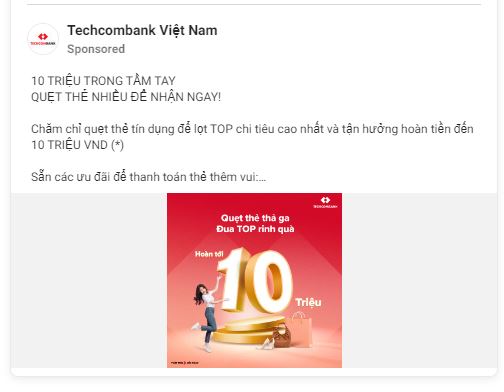 Techcombank Việt Nam
TECHCOMBANK
Sponsored
10 TRIỆU TRONG TẦM TAY
QUẸT THẺ NHIỀU ĐỂ NHẬN NGAY!
Chăm chỉ quẹt thẻ tín dụng để lọt TOP chi tiêu cao nhất và tận hưởng hoàn tiền đến
10 TRIỆU VND (*)
Sẵn các ưu đãi để thanh toán thẻ thêm vui:...
TECHCOMBANK
Quẹt thẻ thả ga
Đua TOP rinh quà
Hoàn tới
10
Triệu